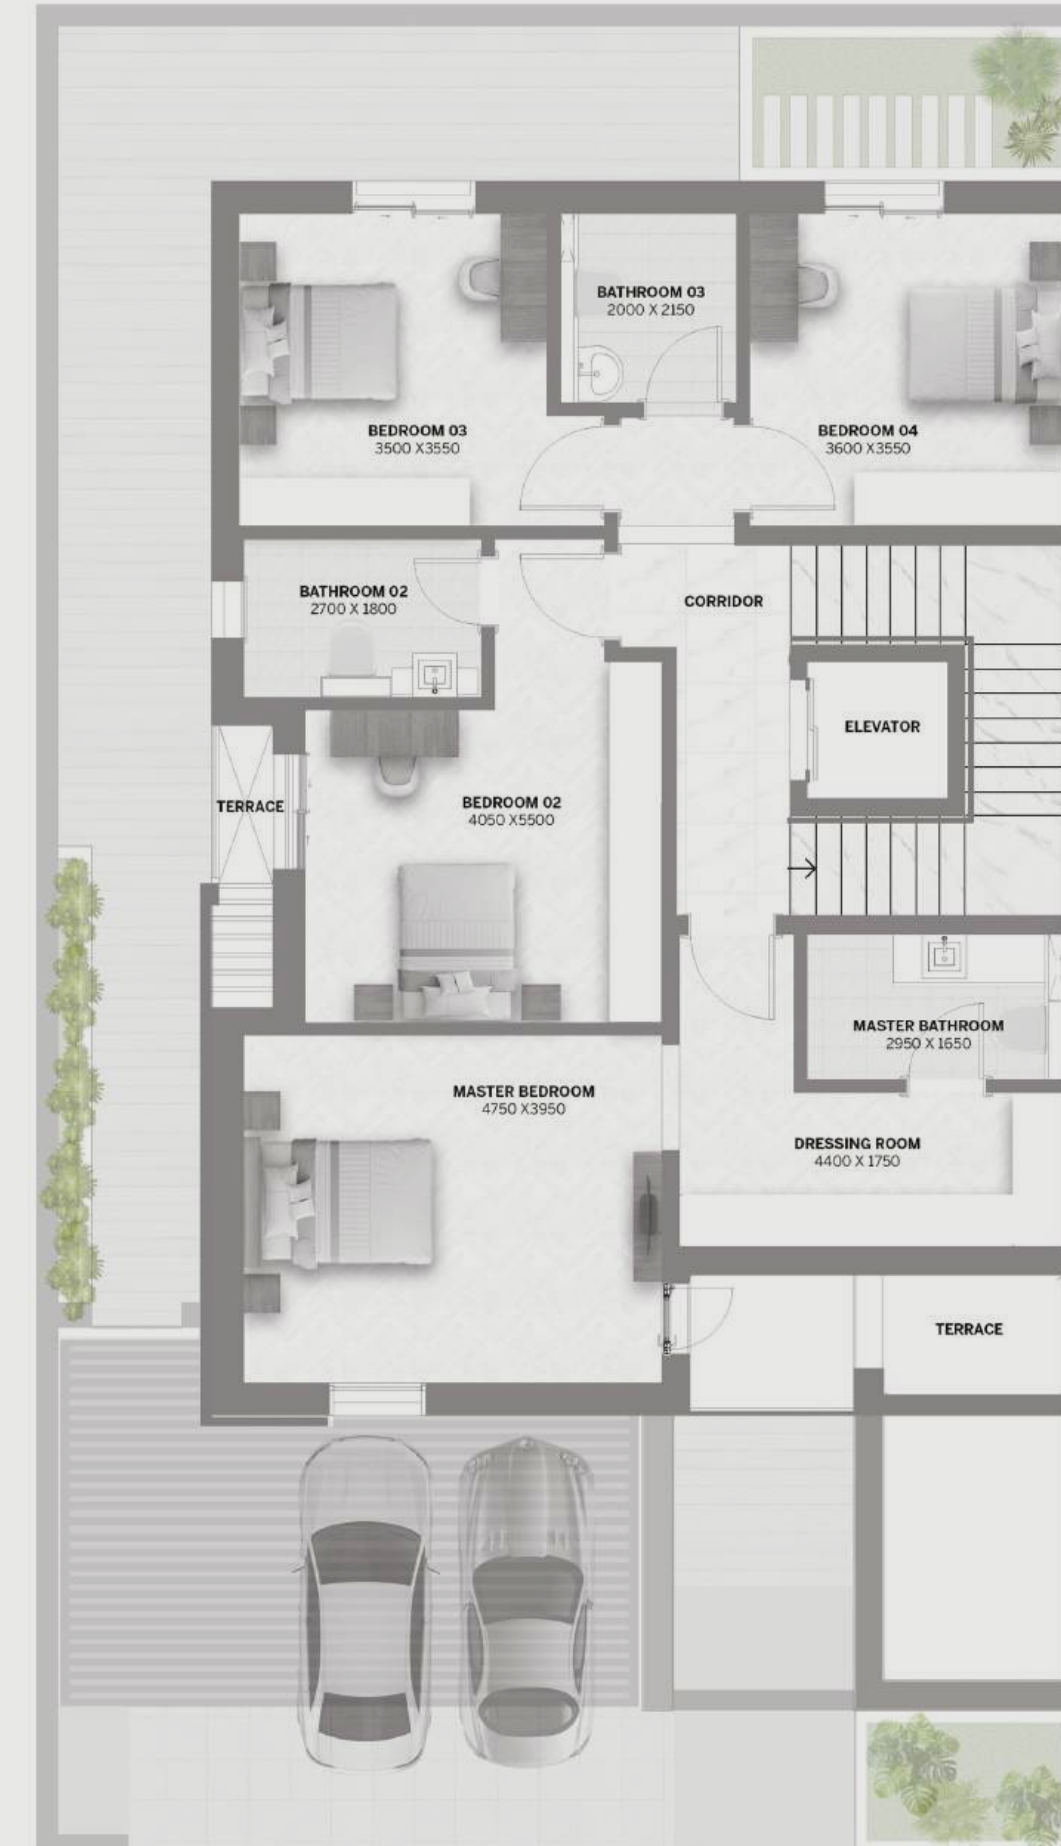 BATHROOM 03
2000 X 2150
BEDROOM 03
3500 X3550
BEDROOM 04
3600 X3550
BATHROOM 02
2700 X 1800
CORRIDOR
ELEVATOR
TERRACE
BEDROOM 02
4050 X5500
MASTER BATHROOM
2950 X 1650
MASTER BEDROOM
4750 X3950
DRESSING ROOM
4400 X 1750
TERRACE